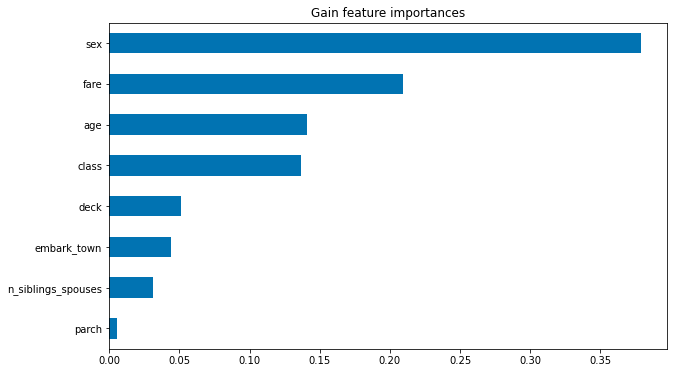 Gain feature importances
sex
fare
age
class
deck
embark_town
n_siblings_spouses
parch
0.00 0.05 0.10 0.15 0.20 0.25 0.30 0.35